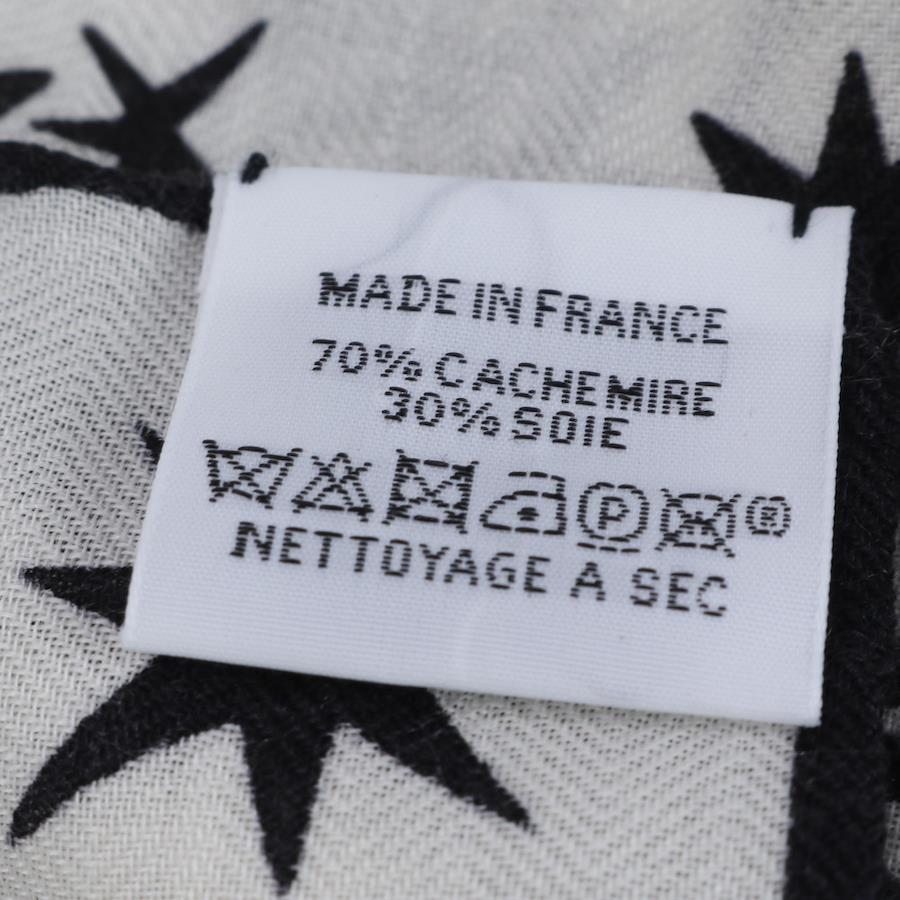 MADE IN FRANCE
70% CACHEMIRE
30% SOIE
P ®
NETTOYAGE A SEC